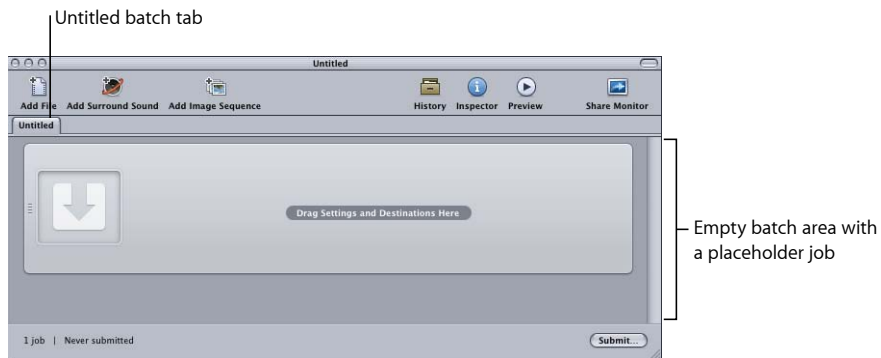 Untitled batch tab
Untitled
Add File Add Surround Sound Add Image Sequence History Inspector Preview Share Monitor
Untitled
Drag Settings and Destinations Here
Empty batch area with
a placeholder job
1 job | Never submitted Submit...